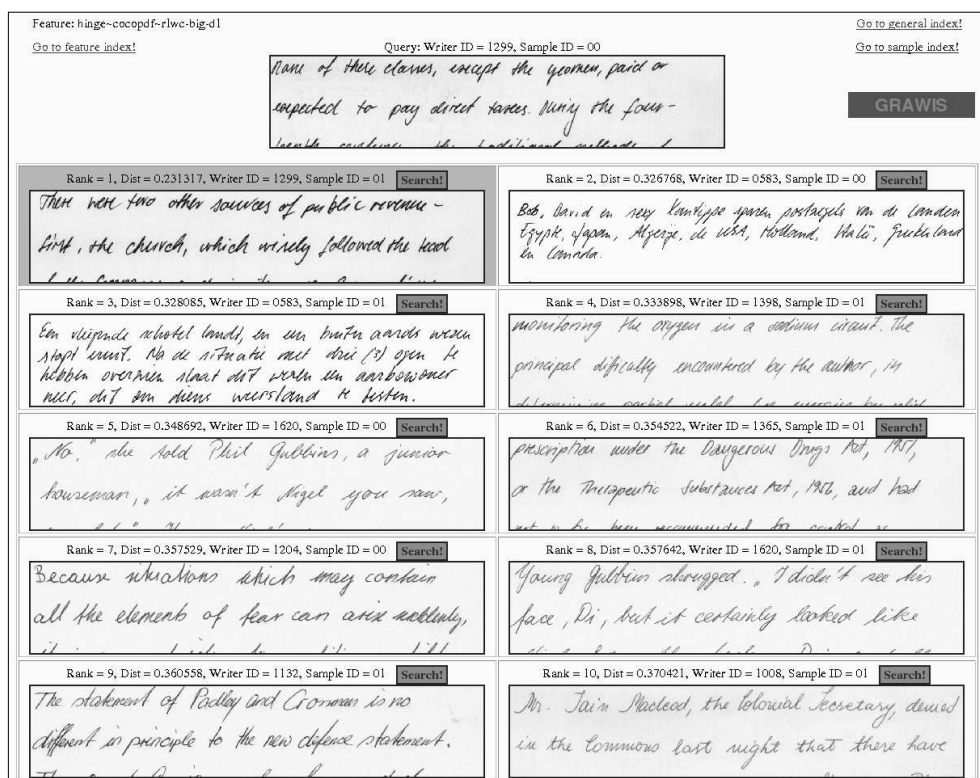 Feature: hinge~cocopdf~rlwc-big-d1
Go to general index!
Go to feature index!
Query: Writer ID = 1299, Sample ID = 00
Go to sample index!
None of these classes, except the yeomen, paid or
expected to pay direct taxes. During the four-
the traditional methods of
GRAWIS
Rank = 1, Dist = 0.231317, Writer ID = 1299, Sample ID = 01 Search!
There were two other sources of public revenue -
first, the church, which wisely followed the lead
Rank = 2, Dist = 0.326768, Writer ID = 0583, Sample ID = 00 Search!
Bob, David en sexy Xantippe sparen postzegels van de landen
Egypte, Japan, Algerije, de USA, Holland, Italië, Griekenland
en Canada.
Rank = 3, Dist = 0.328085, Writer ID = 0583, Sample ID = 01 Search!
Een vliegende schotel landt, en een buiten aards wezen
stapt eruit. Na de situatie met drie (3) ogen te
hebben overzien slaat dit wezen een aardbewoner
neer, dit om diens weerstand te testen.
Rank = 4, Dist = 0.333898, Writer ID = 1398, Sample ID = 01 Search!
monitoring the oxygen in a sodium circuit. The
principal difficulty encountered by the author, in
Rank = 5, Dist = 0.348692, Writer ID = 1620, Sample ID = 00 Search!
„No," she told Phil Gubbins, a junior
houseman, „it wasn't Nigel you saw,
Rank = 6, Dist = 0.354522, Writer ID = 1365, Sample ID = 01 Search!
prescription under the Dangerous Drugs Act, 1951,
or the Therapeutic Substances Act, 1956, and had
not so far been recommended for control as
Rank = 7, Dist = 0.357529, Writer ID = 1204, Sample ID = 00 Search!
Because situations which may contain
all the elements of fear can arise suddenly,
Rank = 8, Dist = 0.357642, Writer ID = 1620, Sample ID = 01 Search!
Young Gubbins shrugged. „I didn't see his
face, Di, but it certainly looked like
Rank = 9, Dist = 0.360558, Writer ID = 1132, Sample ID = 01 Search!
The statement of Padley and Crosman is no
different in principle to the new defence statement.
Rank = 10, Dist = 0.370421, Writer ID = 1008, Sample ID = 01 Search!
Mr. Iain Macleod, the Colonial Secretary, denied
in the Commons last night that there have